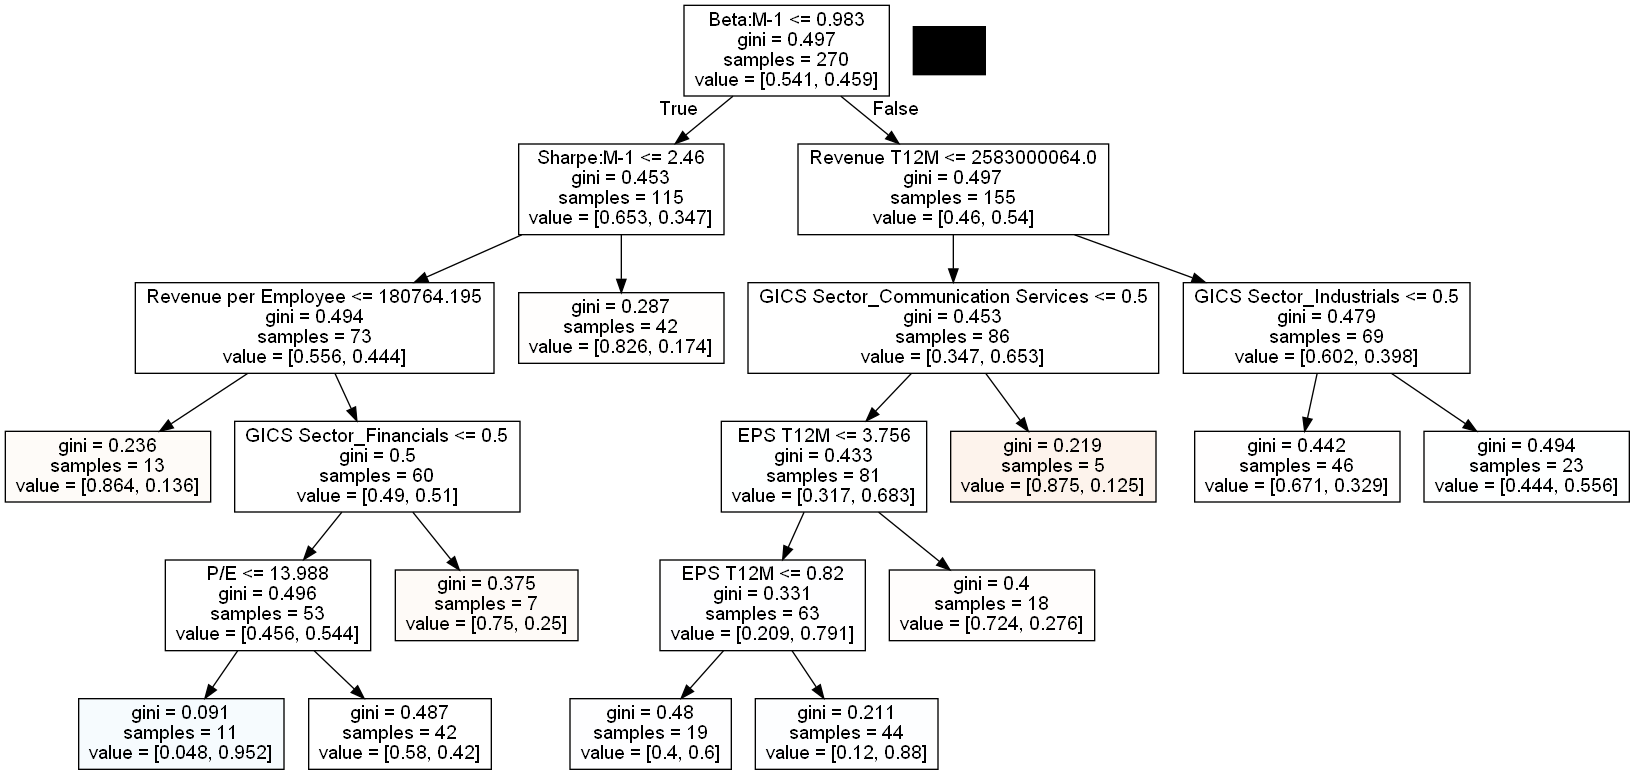 Beta:M-1 <= 0.983
gini = 0.497
samples = 270
value = [0.541, 0.459]
True
False
Sharpe:M-1 <= 2.46
gini = 0.453
samples = 115
value = [0.653, 0.347]
Revenue T12M <= 2583000064.0
gini = 0.497
samples = 155
value = [0.46, 0.54]
Revenue per Employee <= 180764.195
gini = 0.494
samples = 73
value = [0.556, 0.444]
gini = 0.287
samples = 42
value = [0.826, 0.174]
GICS Sector_Communication Services <= 0.5
gini = 0.453
samples = 86
value = [0.347, 0.653]
GICS Sector_Industrials <= 0.5
gini = 0.479
samples = 69
value = [0.602, 0.398]
gini = 0.236
samples = 13
value = [0.864, 0.136]
GICS Sector_Financials <= 0.5
gini = 0.5
samples = 60
value = [0.49, 0.51]
EPS T12M <= 3.756
gini = 0.433
samples = 81
value = [0.317, 0.683]
gini = 0.219
samples = 5
value = [0.875, 0.125]
gini = 0.442
samples = 46
value = [0.671, 0.329]
gini = 0.494
samples = 23
value = [0.444, 0.556]
P/E <= 13.988
gini = 0.496
samples = 53
value = [0.456, 0.544]
gini = 0.375
samples = 7
value = [0.75, 0.25]
EPS T12M <= 0.82
gini = 0.331
samples = 63
value = [0.209, 0.791]
gini = 0.4
samples = 18
value = [0.724, 0.276]
gini = 0.091
samples = 11
value = [0.048, 0.952]
gini = 0.487
samples = 42
value = [0.58, 0.42]
gini = 0.48
samples = 19
value = [0.4, 0.6]
gini = 0.211
samples = 44
value = [0.12, 0.88]